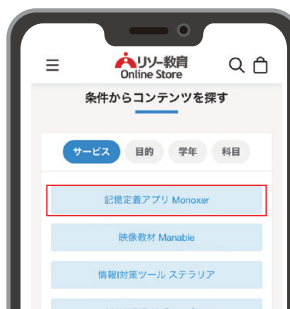 リソー教育
Online Store
条件からコンテンツを探す
サービス 目的 学年 科目
記憶定着アプリ Monoxer
映像教材 Manabie
情報I対策ツール ステラリア